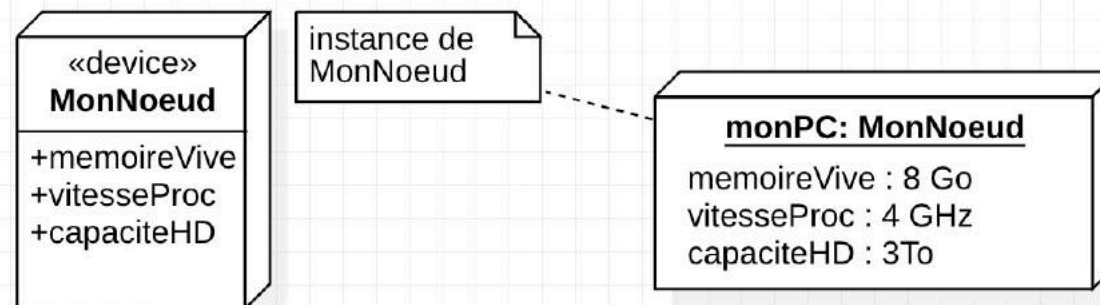 «device»
MonNoeud
+memoireVive
+vitesseProc
+capaciteHD
instance de
MonNoeud
monPC: MonNoeud
memoireVive : 8 Go
vitesseProc : 4 GHz
capaciteHD : 3To